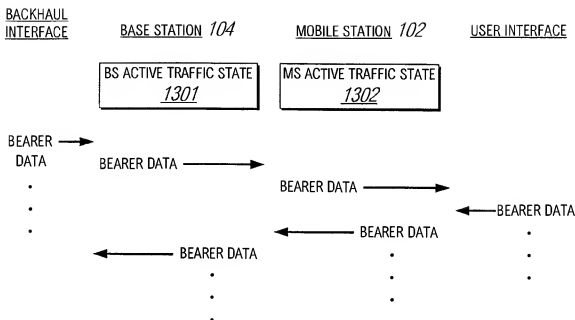 BACKHAUL
INTERFACE
BASE STATION 104
MOBILE STATION 102
USER INTERFACE
BS ACTIVE TRAFFIC STATE
1301
MS ACTIVE TRAFFIC STATE
1302
BEARER
DATA
BEARER DATA
BEARER DATA
BEARER DATA
BEARER DATA
BEARER DATA